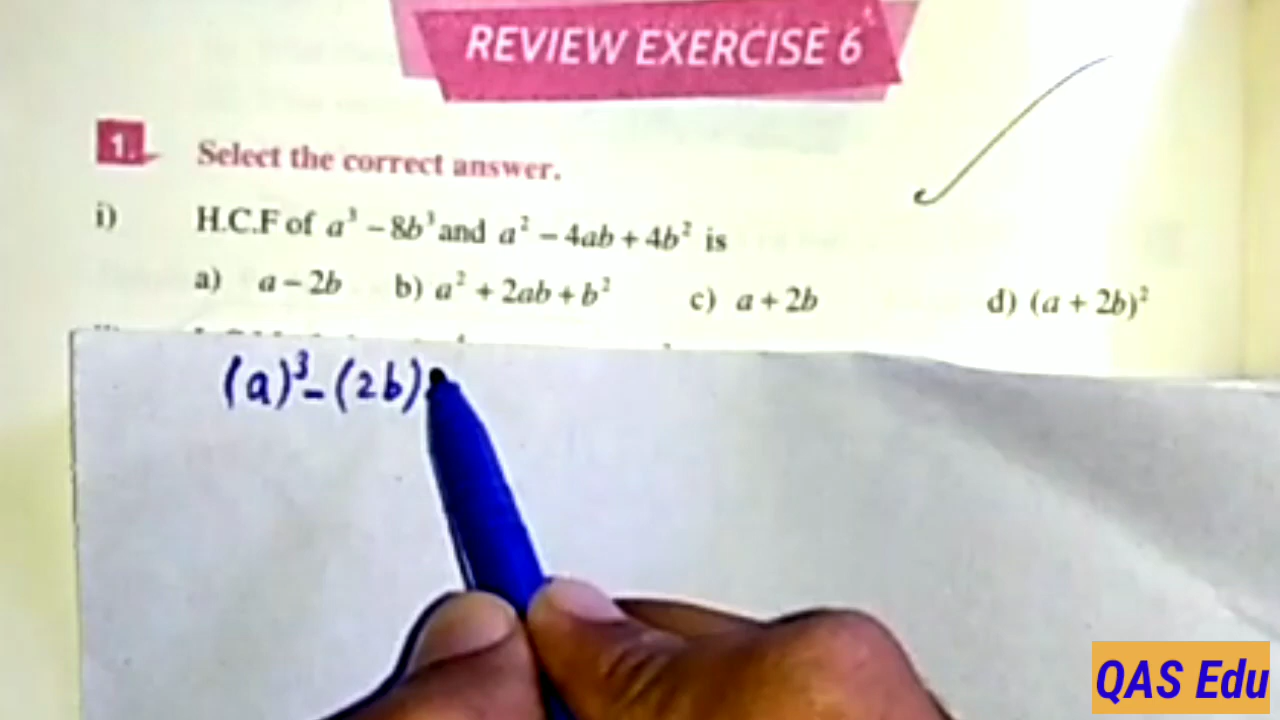 REVIEW EXERCISE 6
1. Select the correct answer.
i) H.C.F of a³ – 8b³ and a² – 4ab + 4b² is
a) a – 2b b) a² + 2ab + b² c) a + 2b d) (a + 2b)²
(a)³ - (2b)
QAS Edu